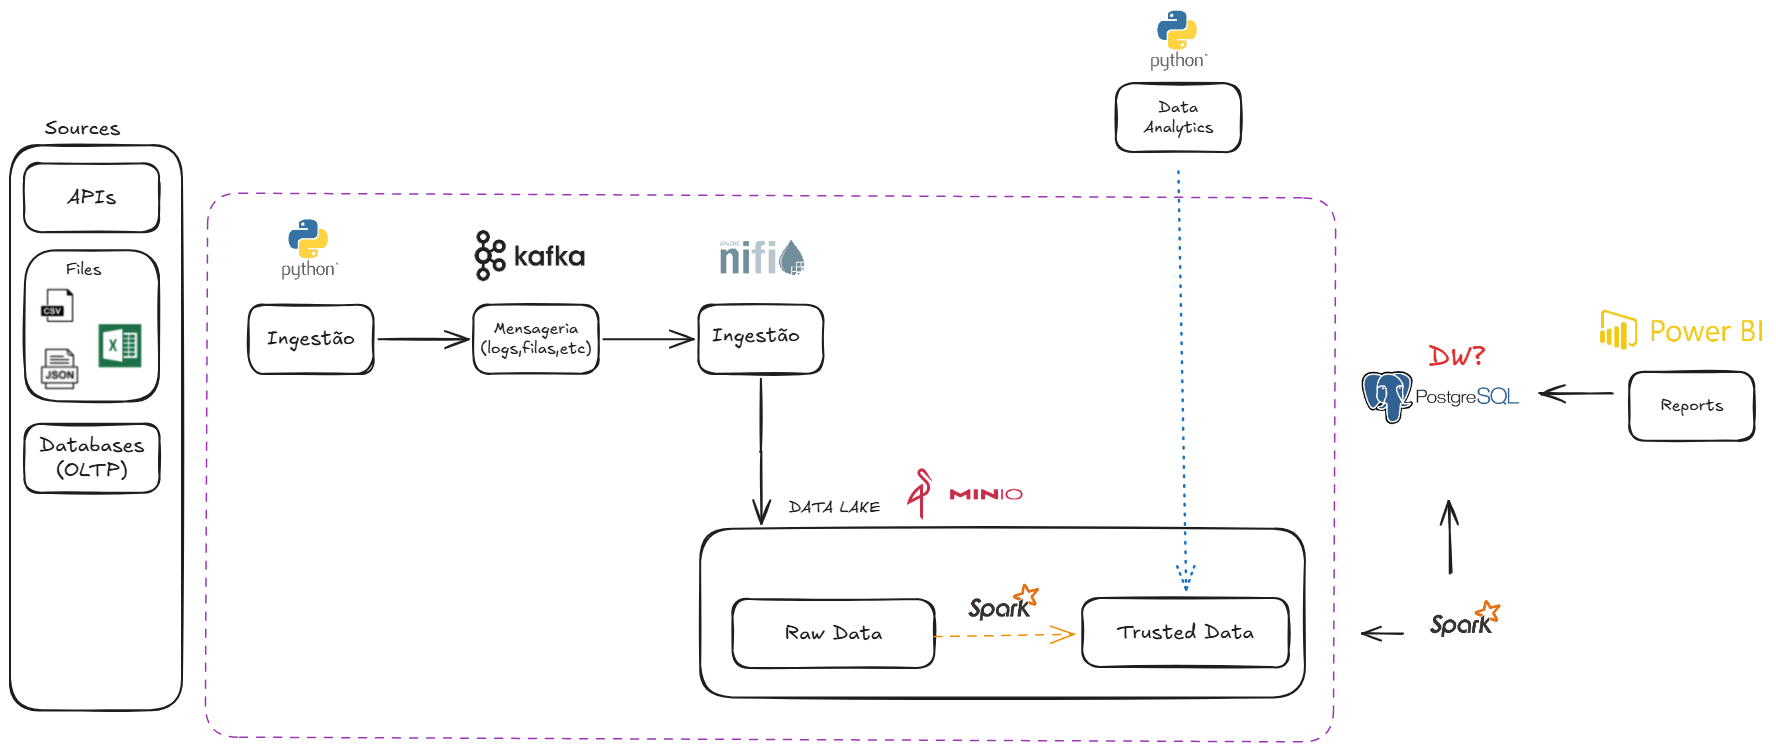 python
Data
Analytics
Sources
APIs
Files
CSV
JSON
Databases
(OLTP)
python
kafka
APACHE
nifi
Ingestão
Mensageria
(logs,filas,etc)
Ingestão
DATA LAKE
MINIO
Raw Data
Spark
Trusted Data
DW?
PostgreSQL
Power BI
Reports
Spark
X